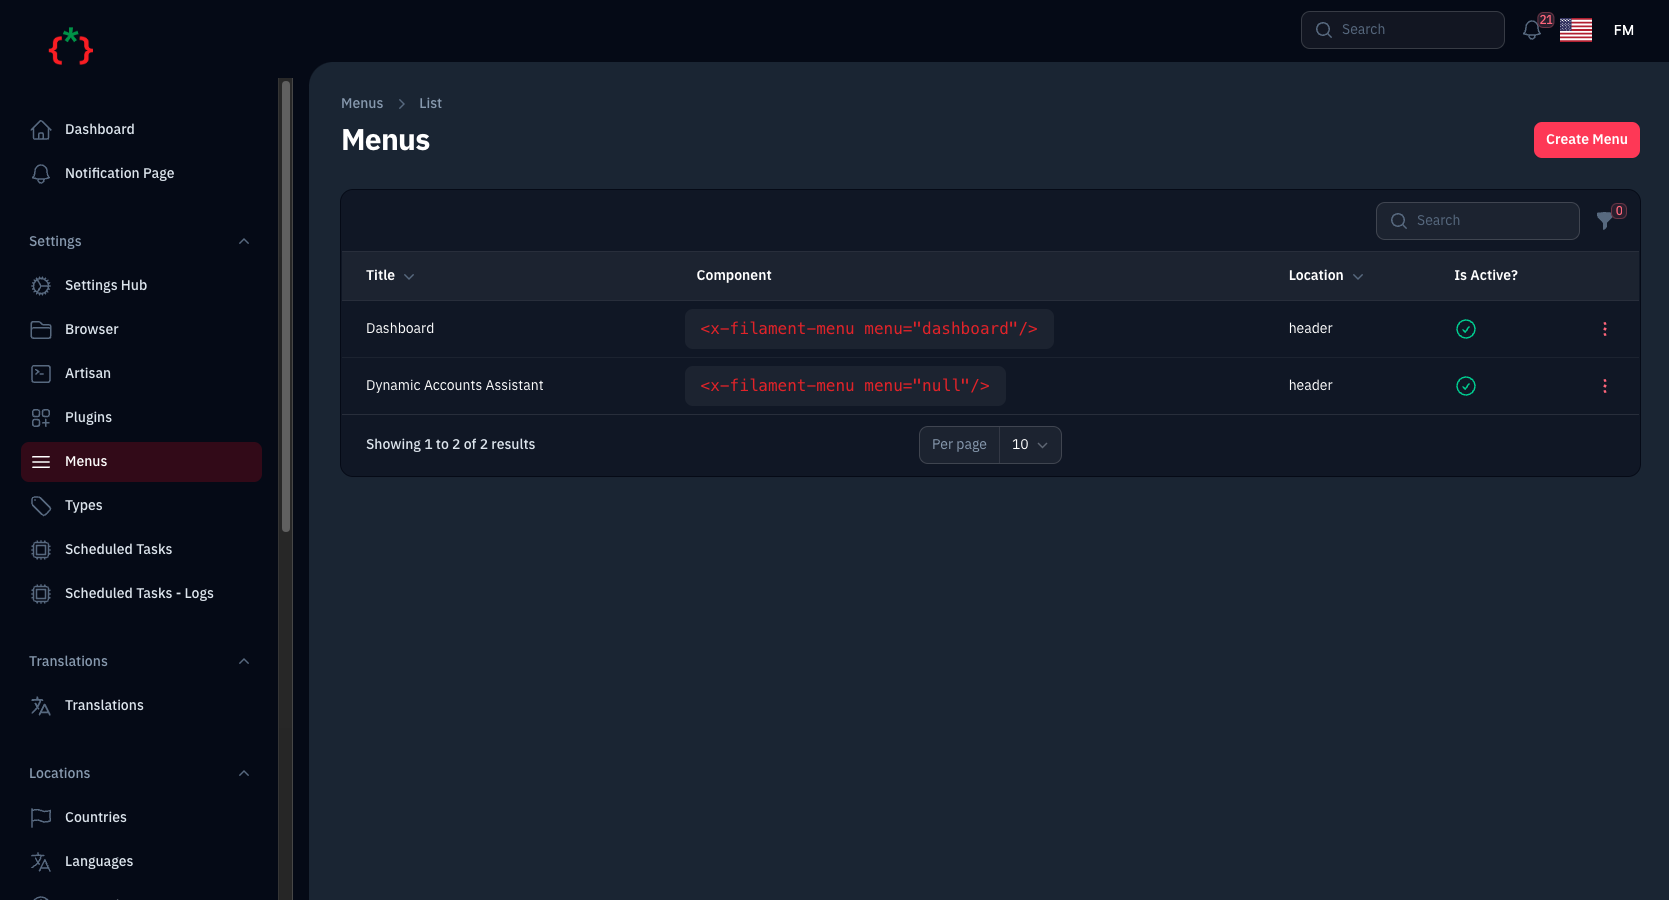 Search
21
FM
Dashboard
Notification Page
Settings
Settings Hub
Browser
Artisan
Plugins
Menus
Types
Scheduled Tasks
Scheduled Tasks - Logs
Translations
Translations
Locations
Countries
Languages
Menus > List
Menus
Create Menu
Search
0
Title Component Location Is Active?
Dashboard <x-filament-menu menu="dashboard"/> header
Dynamic Accounts Assistant <x-filament-menu menu="null"/> header
Showing 1 to 2 of 2 results
Per page 10